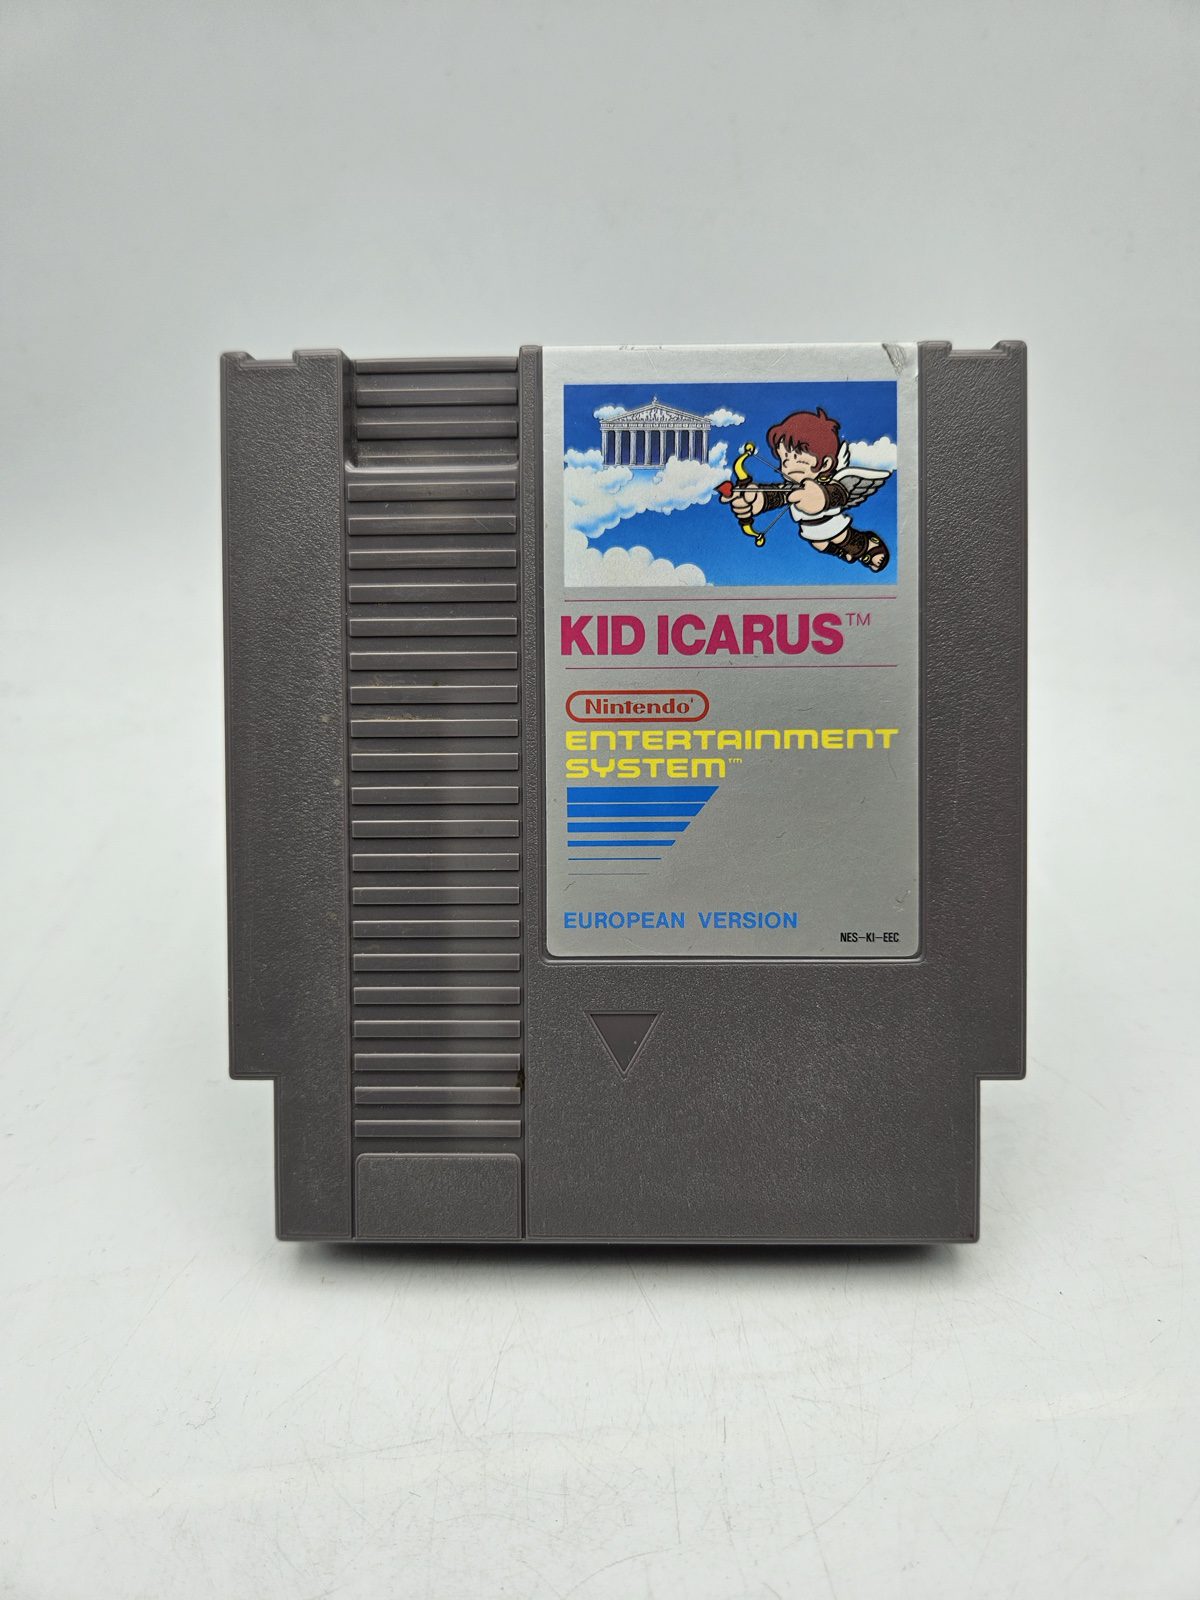 KID ICARUS™
Nintendo®
ENTERTAINMENT
SYSTEM™
EUROPEAN VERSION
NES-KI-EEC